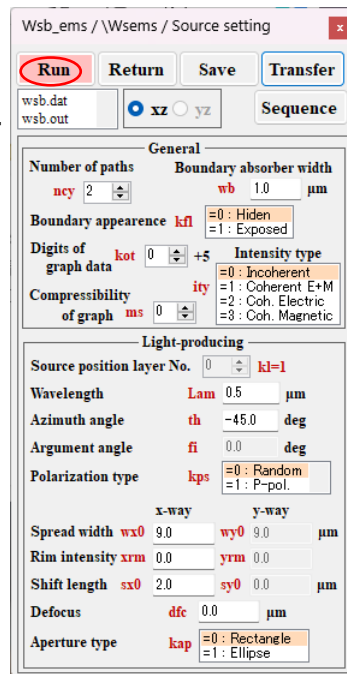 Wsb_ems / \Wsems / Source setting x
Run Return Save Transfer
wsb.dat
wsb.out
xz yz
Sequence
General
Number of paths Boundary absorber width
ncy 2 wb 1.0 μm
Boundary appearence kfl =0 : Hiden
=1 : Exposed
Digits of graph data kot 0 +5
Intensity type
ity =0 : Incoherent
=1 : Coherent E+M
=2 : Coh. Electric
=3 : Coh. Magnetic
Compressibility
of graph ms 0
Light-producing
Source position layer No. 0 kl=1
Wavelength Lam 0.5 μm
Azimuth angle th -45.0 deg
Argument angle fi 0.0 deg
Polarization type kps =0 : Random
=1 : P-pol.
x-way y-way
Spread width wx0 9.0 wy0 9.0 μm
Rim intensity xrm 0.0 yrm 0.0
Shift length sx0 2.0 sy0 0.0 μm
Defocus dfc 0.0 μm
Aperture type kap =0 : Rectangle
=1 : Ellipse